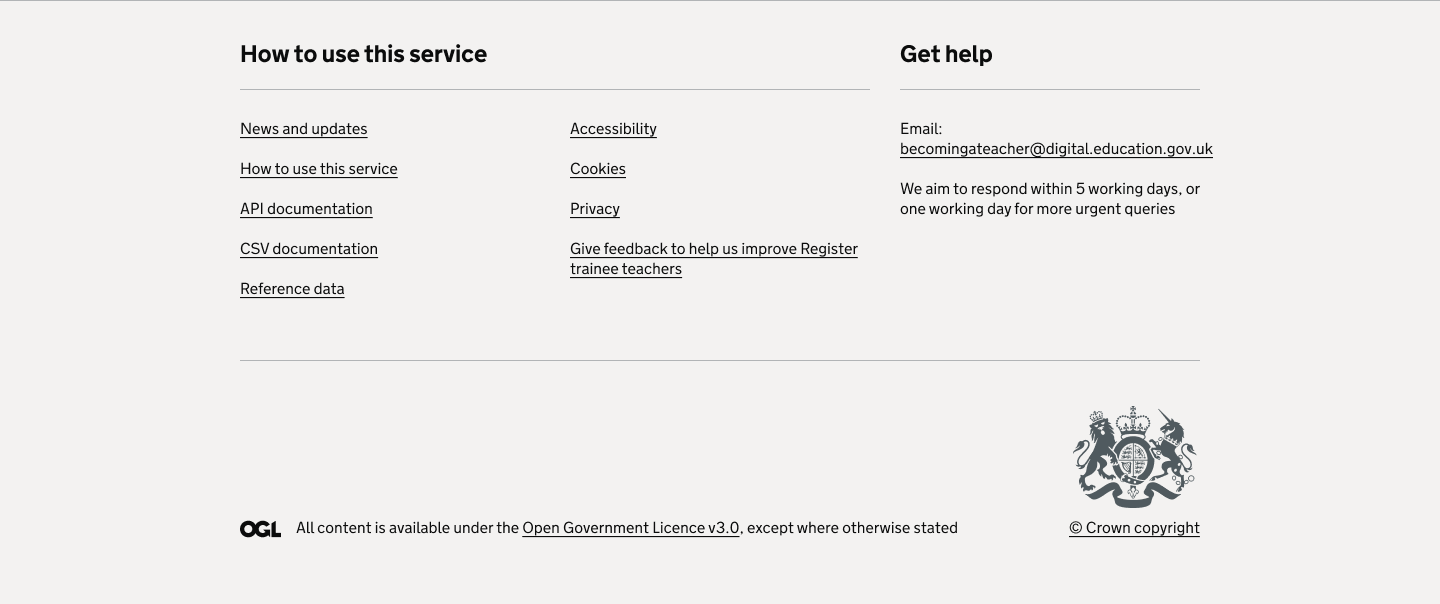 How to use this service
News and updates
How to use this service
API documentation
CSV documentation
Reference data
Accessibility
Cookies
Privacy
Give feedback to help us improve Register
trainee teachers
Get help
Email:
becomingateacher@digital.education.gov.uk
We aim to respond within 5 working days, or
one working day for more urgent queries
OGL All content is available under the Open Government Licence v3.0, except where otherwise stated
© Crown copyright